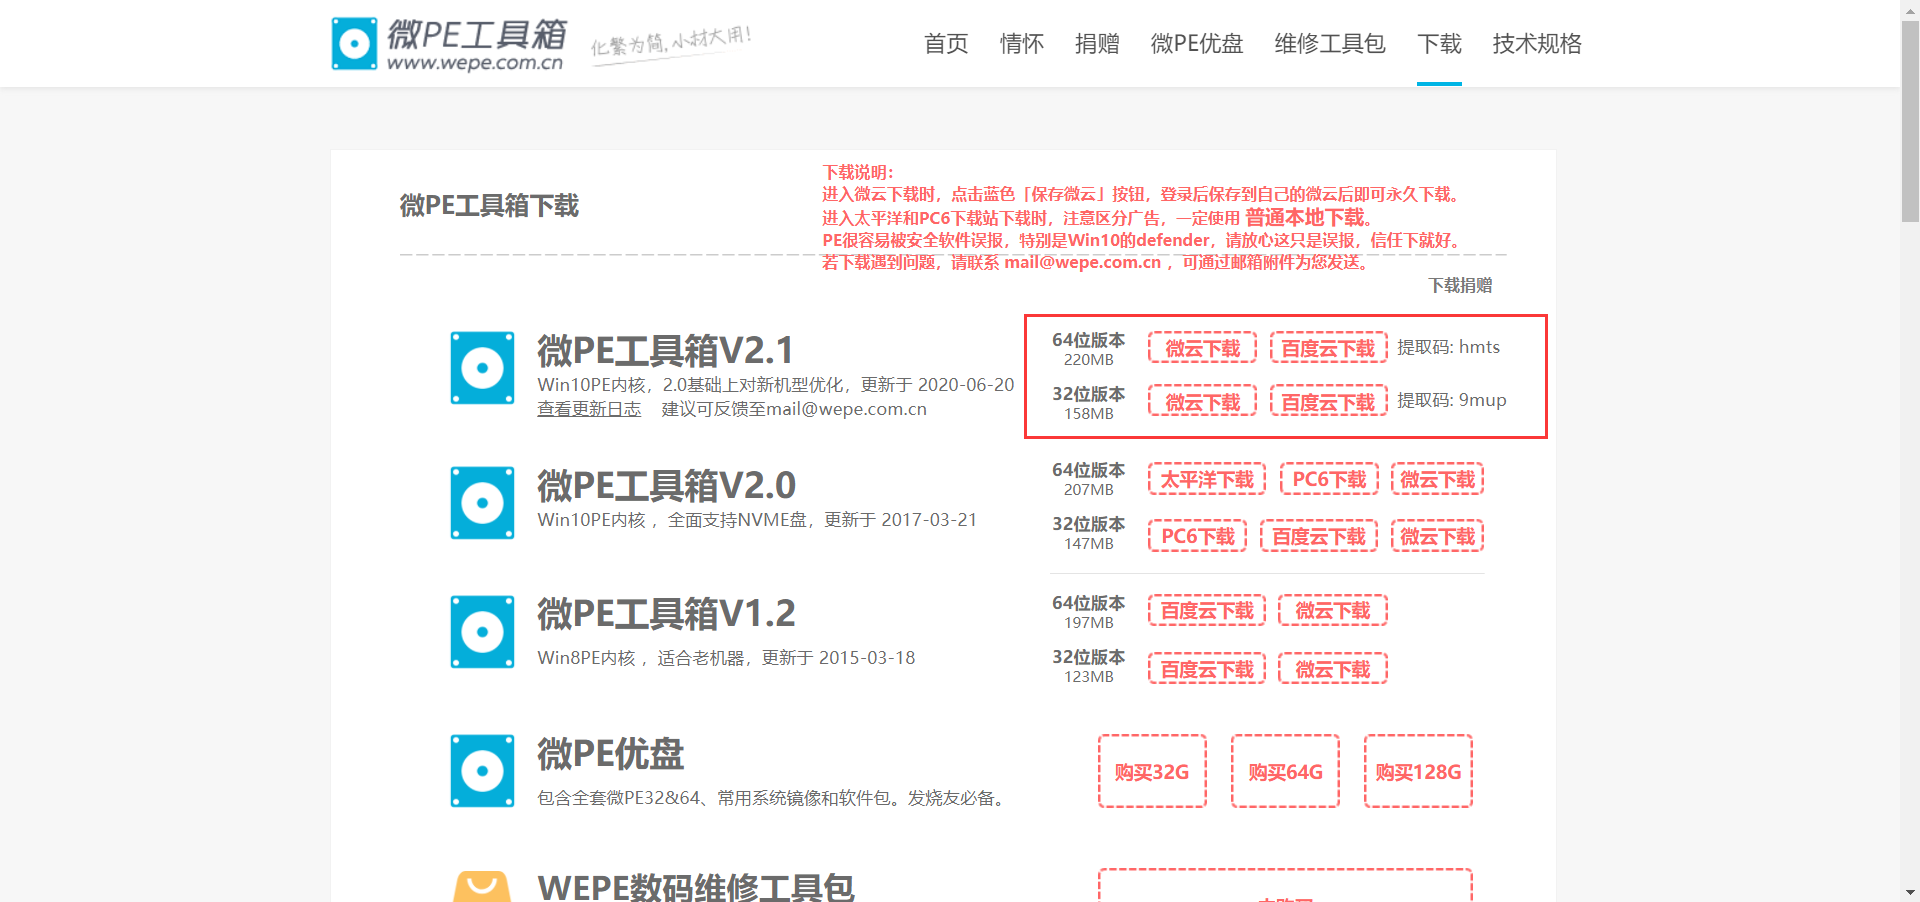 微PE工具箱
www.wepe.com.cn
化繁为简,小材大用!
首页 情怀 捐赠 微PE优盘 维修工具包 下载 技术规格
微PE工具箱下载
下载说明：
进入微云下载时，点击蓝色「保存微云」按钮，登录后保存到自己的微云后即可永久下载。
进入太平洋和PC6下载站下载时，注意区分广告，一定使用 普通本地下载。
PE很容易被安全软件误报，特别是Win10的defender，请放心这只是误报，信任下就好。
若下载遇到问题，请联系 mail@wepe.com.cn ，可通过邮箱附件为您发送。
下载捐赠
微PE工具箱V2.1
Win10PE内核，2.0基础上对新机型优化，更新于 2020-06-20
查看更新日志 建议可反馈至mail@wepe.com.cn
64位版本
220MB
微云下载 百度云下载 提取码: hmts
32位版本
158MB
微云下载 百度云下载 提取码: 9mup
微PE工具箱V2.0
Win10PE内核 ，全面支持NVME盘，更新于 2017-03-21
64位版本
207MB
太平洋下载 PC6下载 微云下载
32位版本
147MB
PC6下载 百度云下载 微云下载
微PE工具箱V1.2
Win8PE内核 ，适合老机器，更新于 2015-03-18
64位版本
197MB
百度云下载 微云下载
32位版本
123MB
百度云下载 微云下载
微PE优盘
包含全套微PE32&64、常用系统镜像和软件包。发烧友必备。
购买32G 购买64G 购买128G
WEPE数码维修工具包